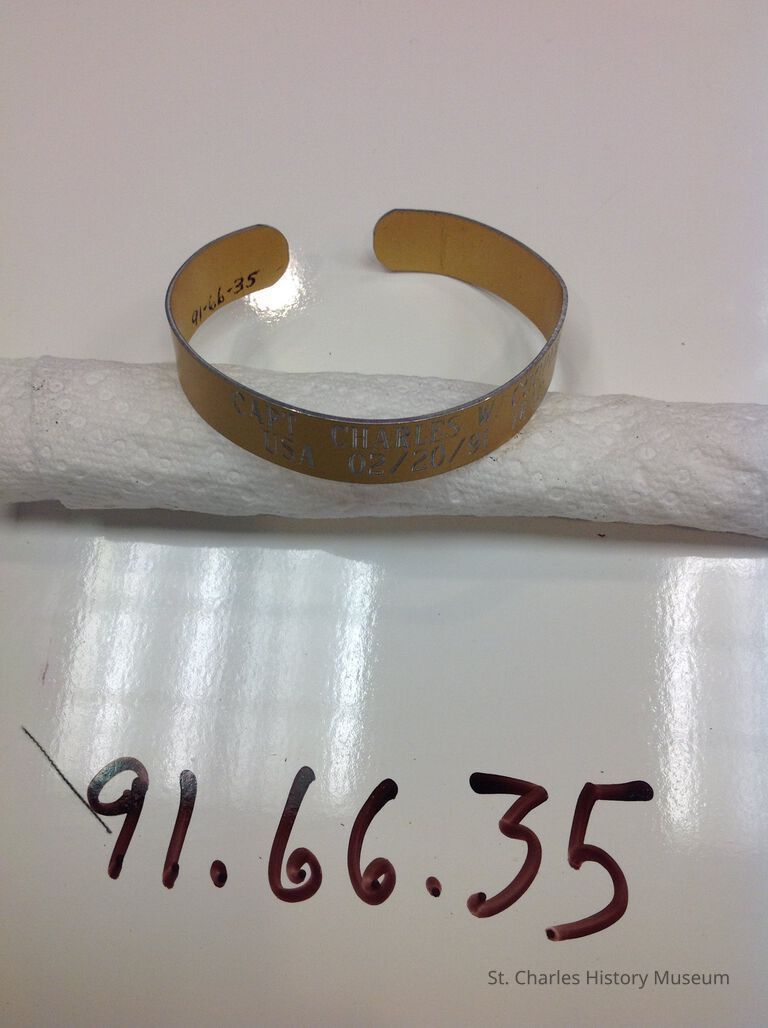 91-66-35
CAPT CHARLES W
USA 02/20/91
91.66.35
St. Charles History Museum